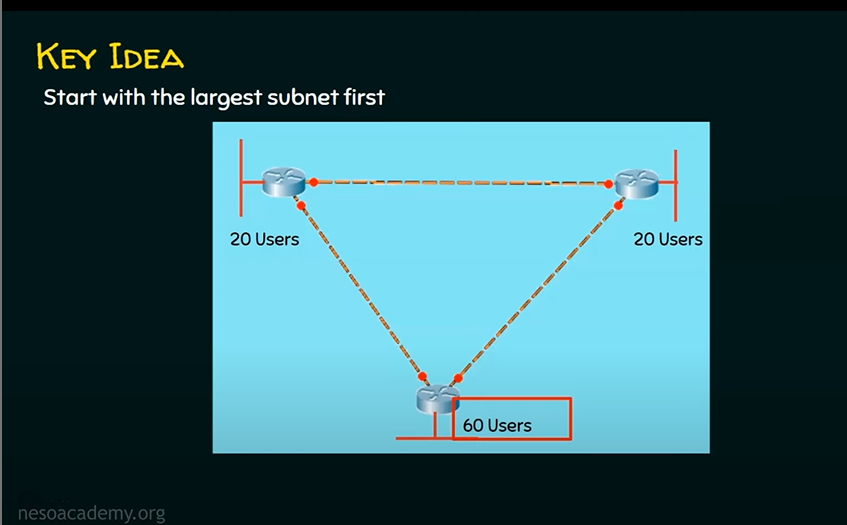 KEY IDEA
Start with the largest subnet first
20 Users
20 Users
60 Users
nesoacademy.org